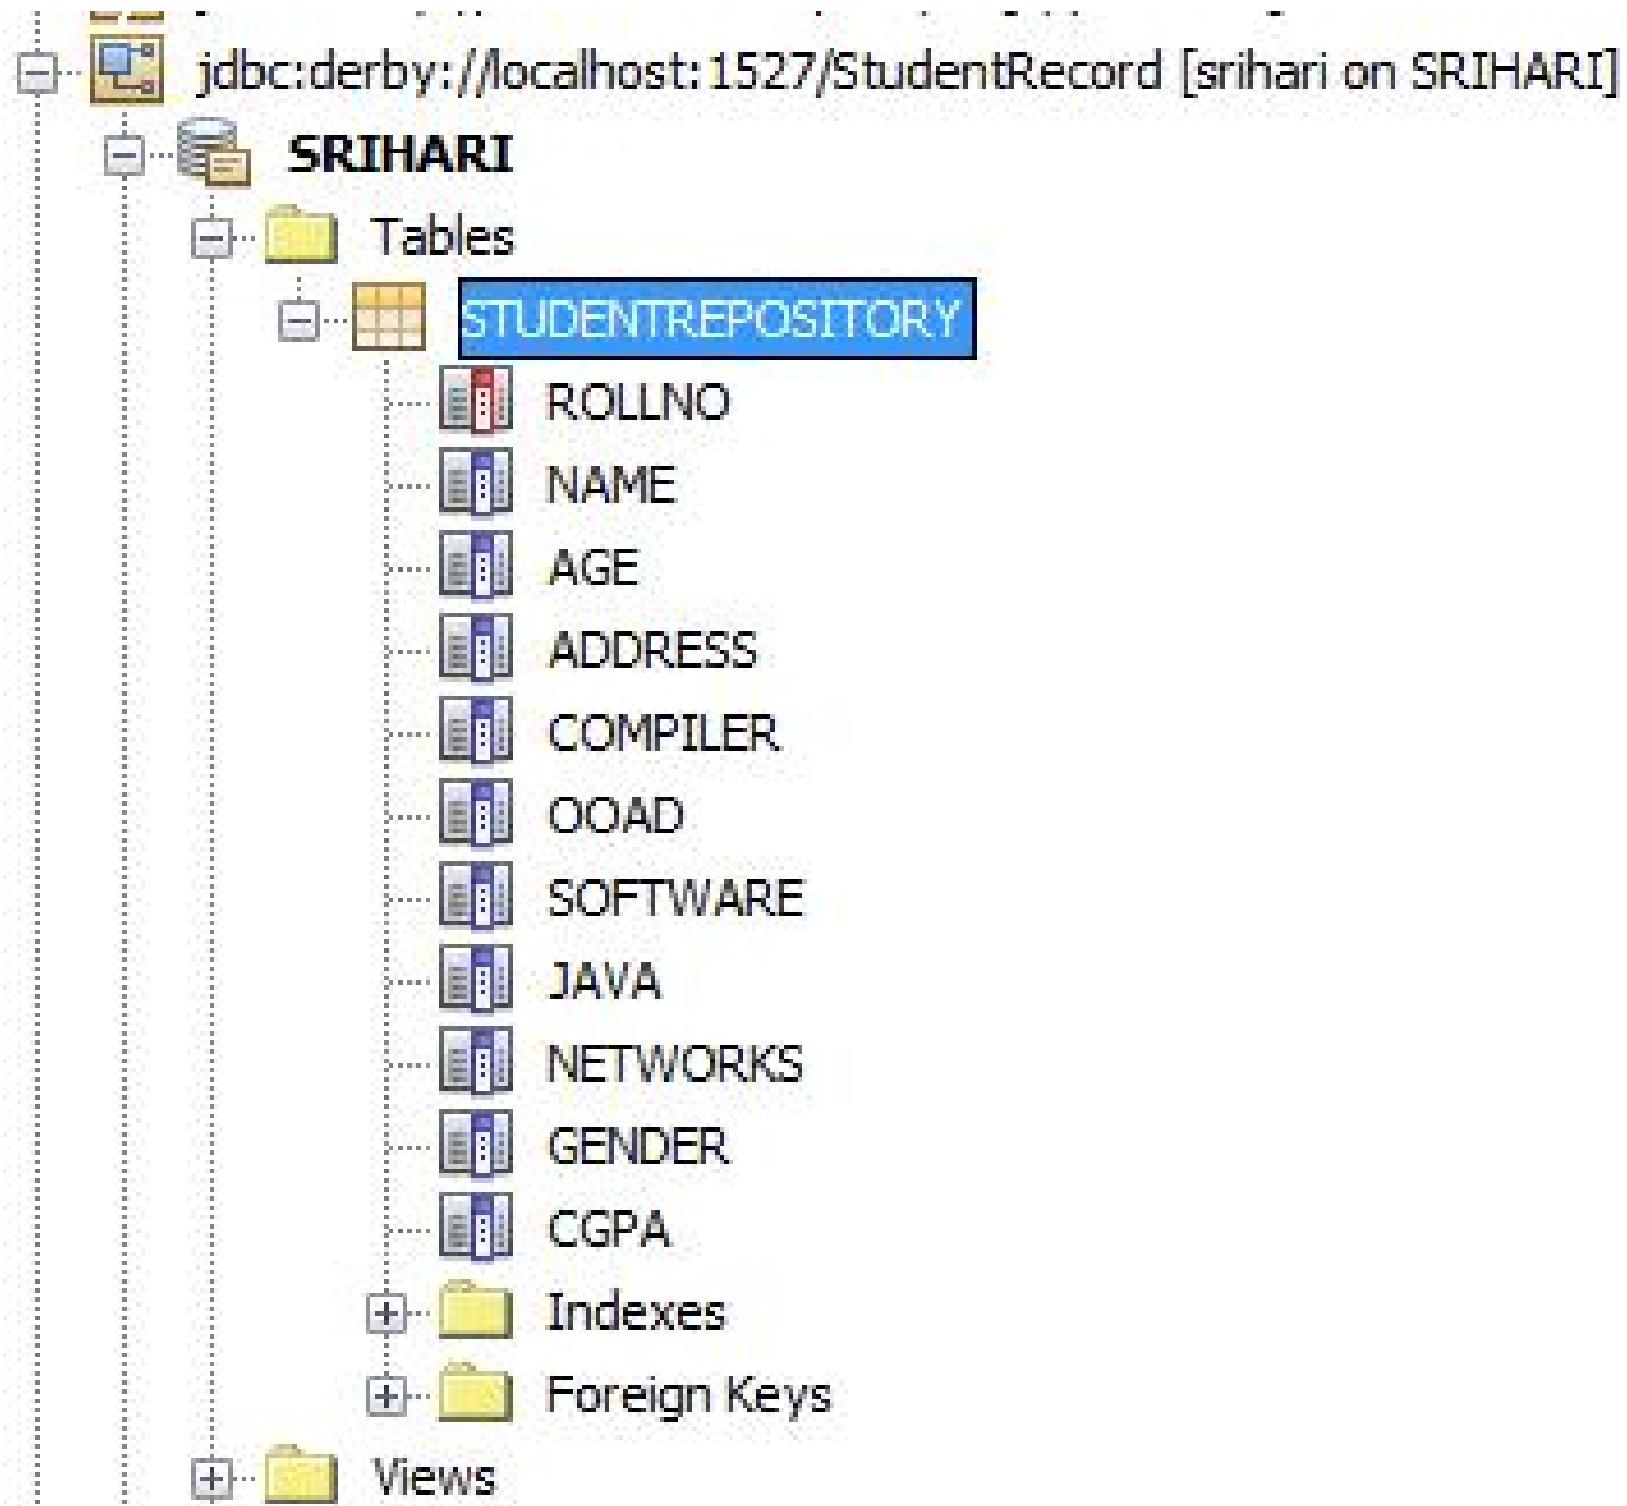 jdbc:derby://localhost:1527/StudentRecord [srihari on SRIHARI]
SRIHARI
Tables
STUDENTREPOSITORY
ROLLNO
NAME
AGE
ADDRESS
COMPILER
OOAD
SOFTWARE
JAVA
NETWORKS
GENDER
CGPA
Indexes
Foreign Keys
Views